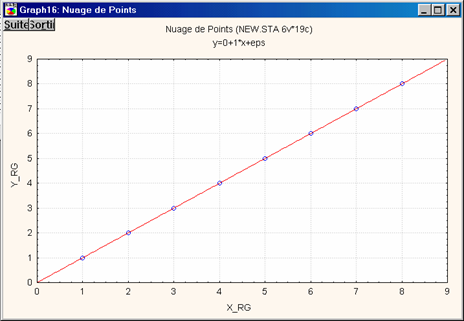 Graph16: Nuage de Points
Suite Sorti
Nuage de Points (NEW.STA 6v*19c)
y=0+1*x+eps
9
8
7
6
5
4
3
2
1
0
Y_RG
0 1 2 3 4 5 6 7 8 9
X_RG